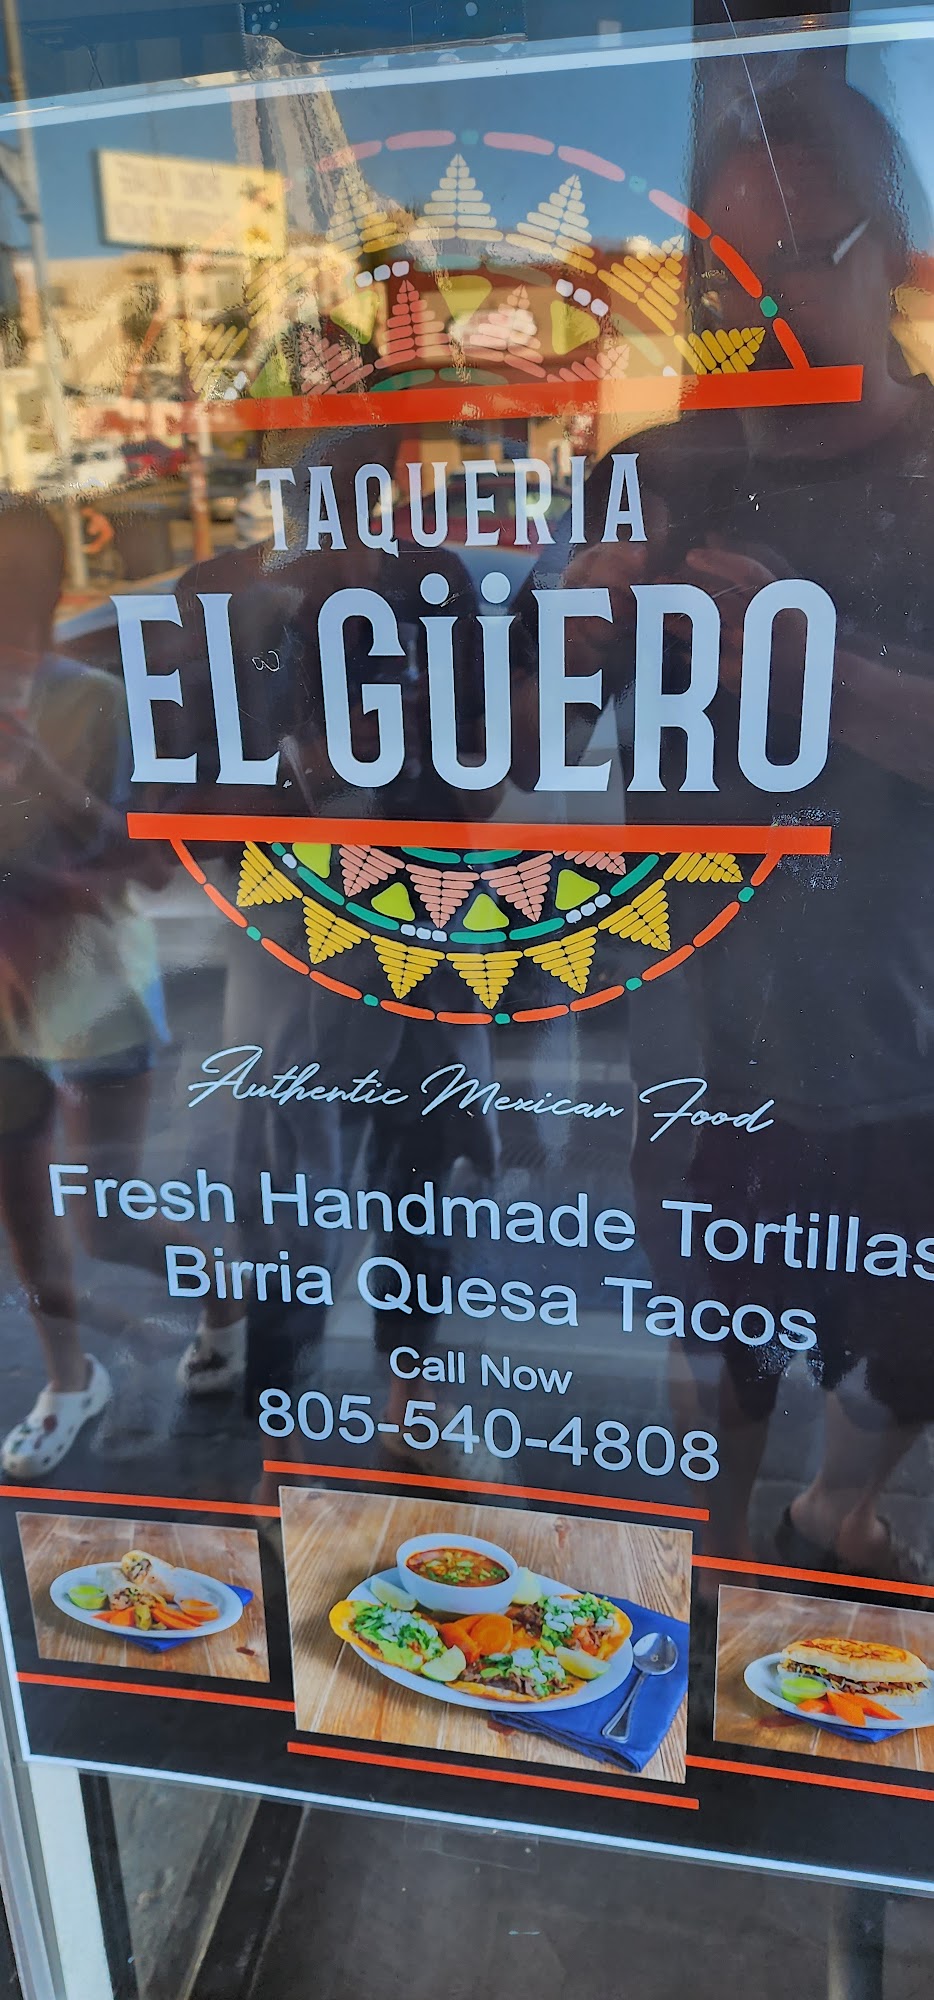 TAQUERIA
EL GÜERO
Authentic Mexican Food
Fresh Handmade Tortillas
Birria Quesa Tacos
Call Now
805-540-4808